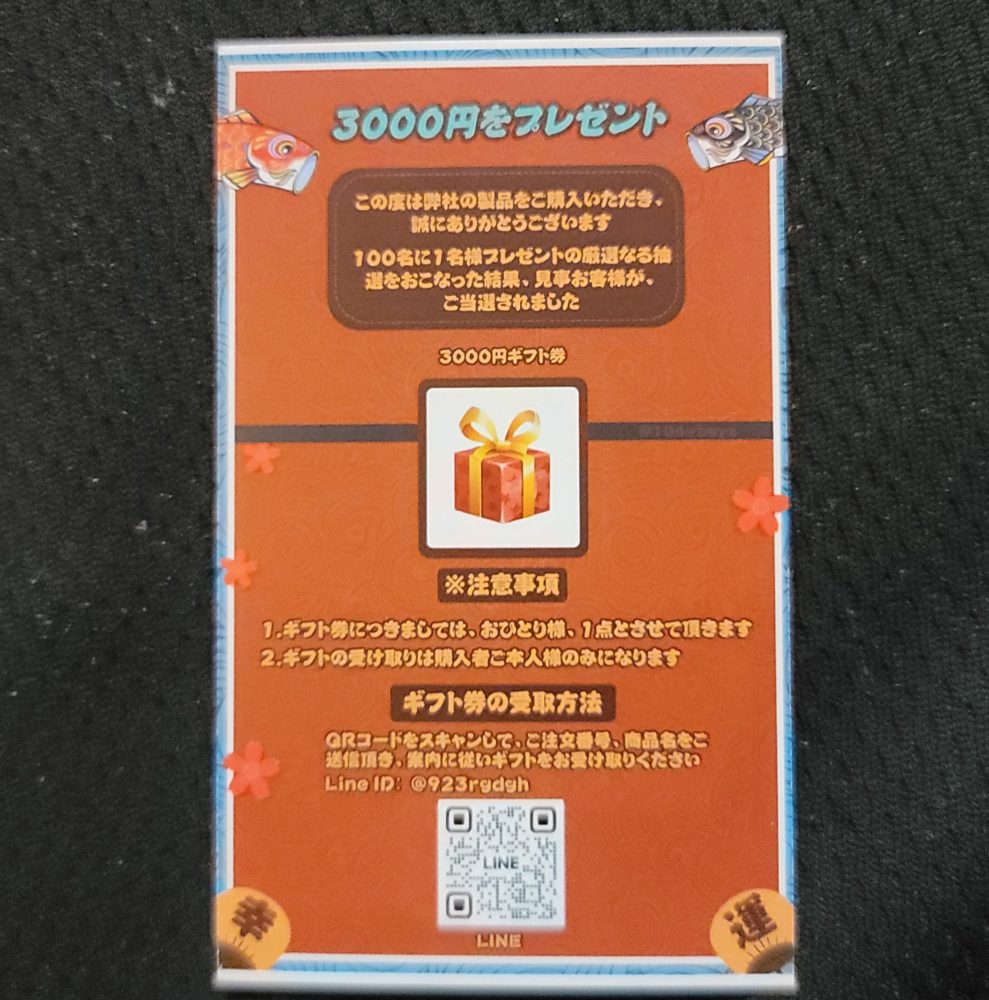 3000円をプレゼント
この度は弊社の製品をご購入いただき、
誠にありがとうございます
100名に1名様プレゼントの厳選なる抽
選をおこなった結果、見事お客様が、
ご当選されました
3000円ギフト券
※注意事項
1.ギフト券につきましては、おひとり様、1点とさせて頂きます
2.ギフトの受け取りは購入者ご本人様のみになります
ギフト券の受取方法
QRコードをスキャンして、ご注文番号、商品名をご
送信頂き、案内に従いギフトをお受け取りください
Line ID: @923rgdgh
LINE
LINE
幸
運